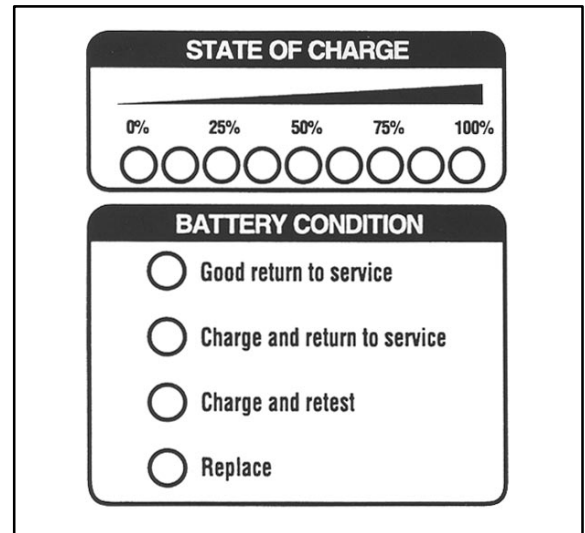 STATE OF CHARGE
0% 25% 50% 75% 100%
BATTERY CONDITION
Good return to service
Charge and return to service
Charge and retest
Replace